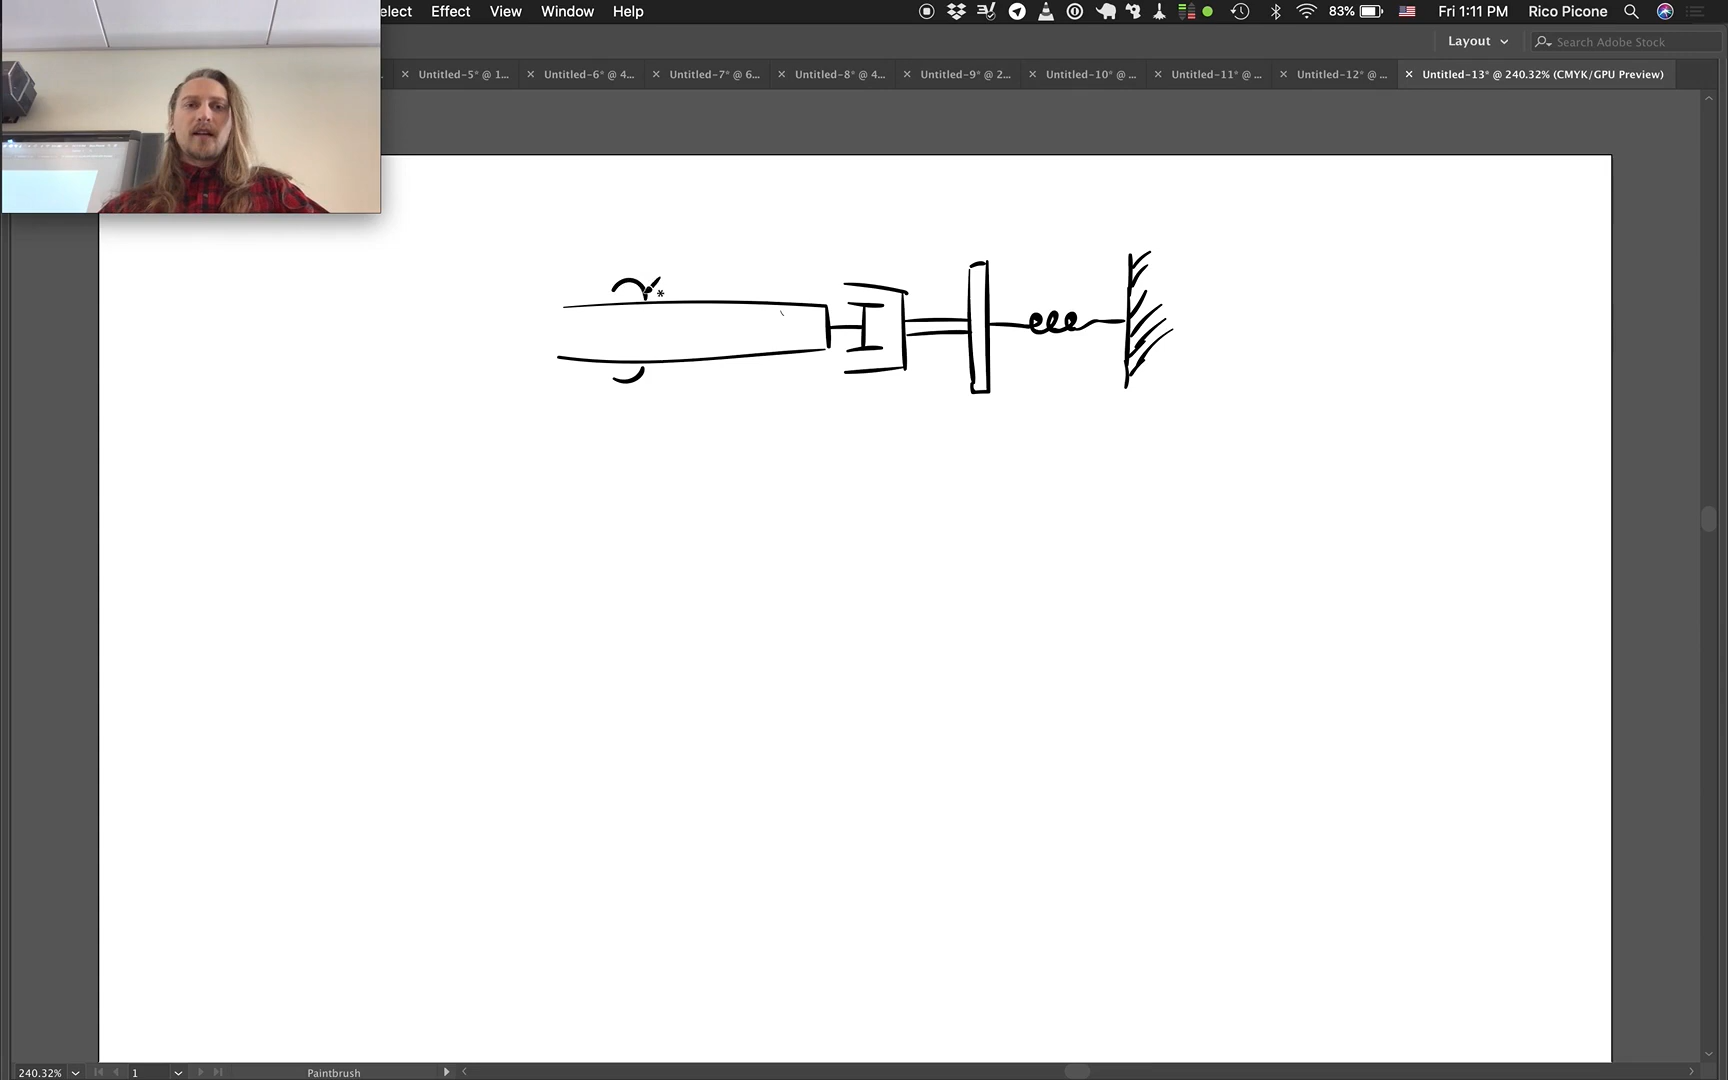 elect Effect View Window Help 83% Fri 1:11 PM Rico Picone
Layout Search Adobe Stock
Untitled-5* @ 1... Untitled-6* @ 4... Untitled-7* @ 6... Untitled-8* @ 4... Untitled-9* @ 2... Untitled-10* @ ... Untitled-11* @ ... Untitled-12* @ ... Untitled-13* @ 240.32% (CMYK/GPU Preview)
240.32% 1 Paintbrush